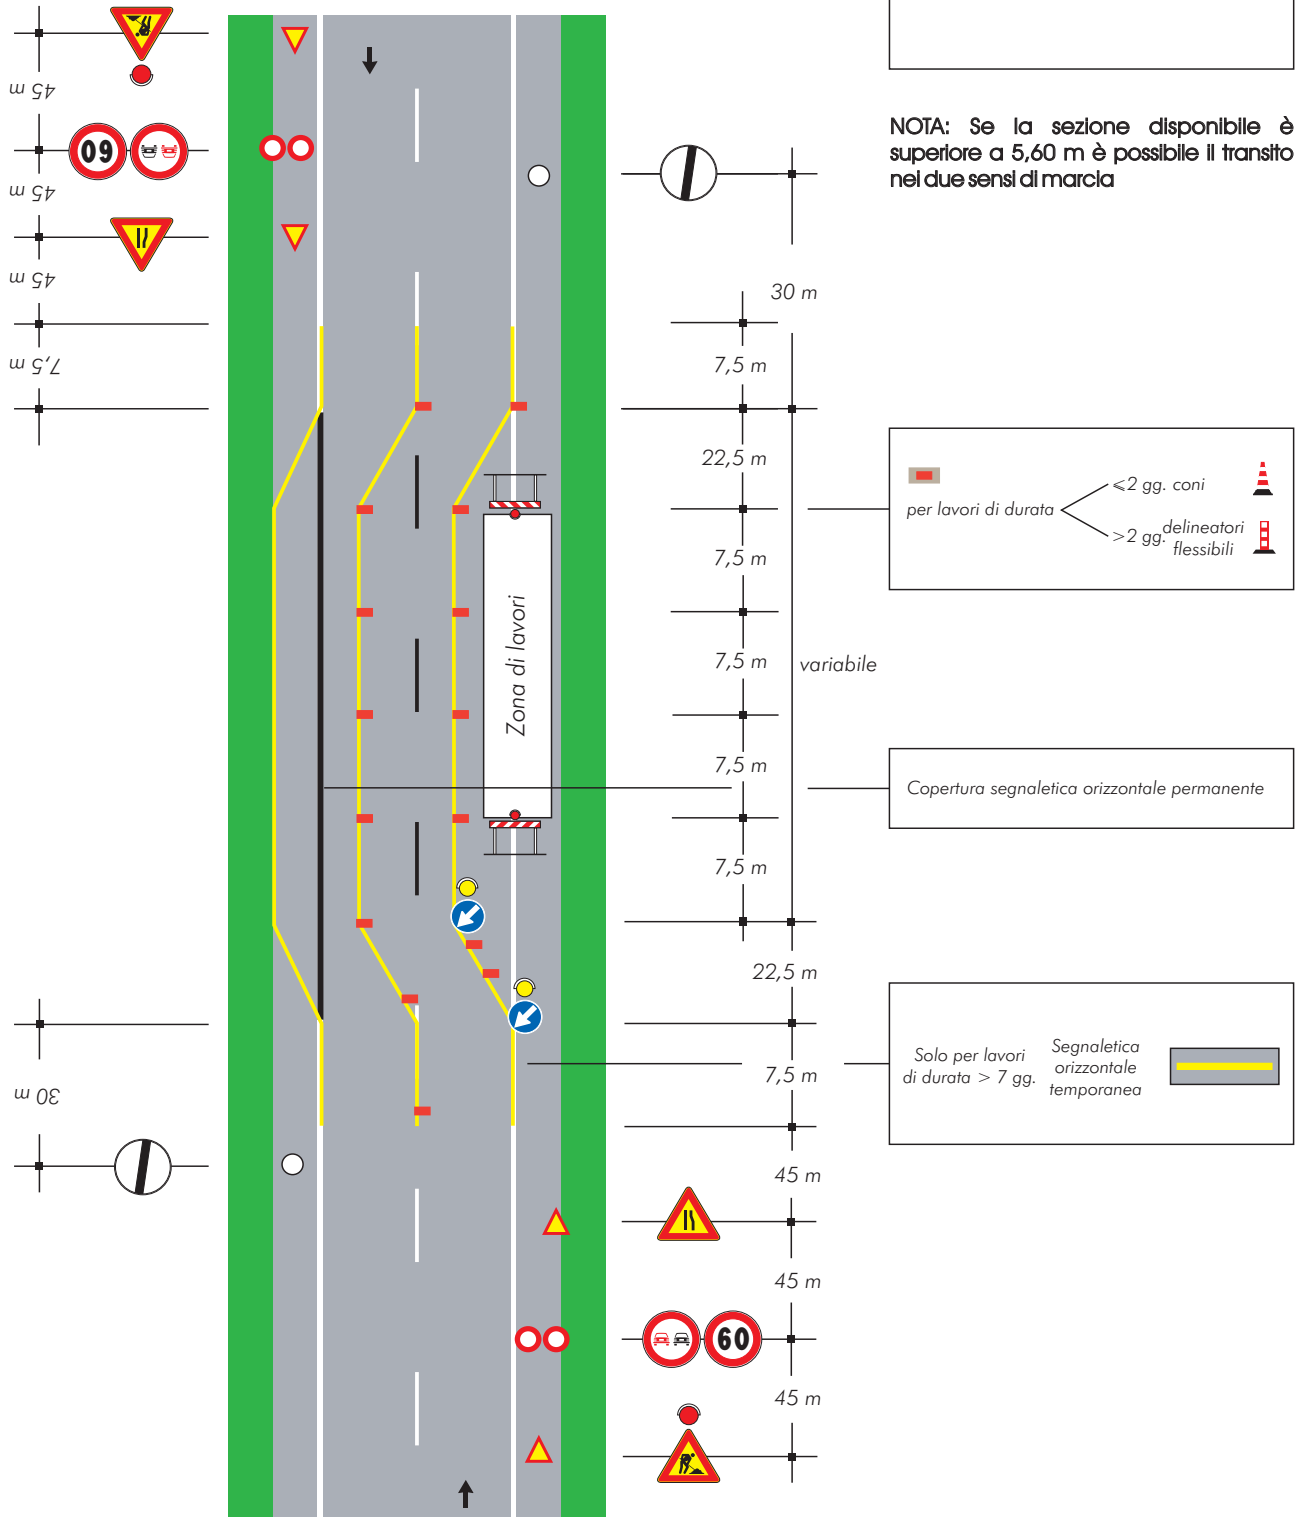 45 m
60
45 m
45 m
7,5 m
30 m
NOTA: Se la sezione disponibile è
superiore a 5,60 m è possibile il transito
nei due sensi di marcia
30 m
7,5 m
22,5 m
7,5 m
7,5 m
7,5 m
7,5 m
variabile
22,5 m
7,5 m
45 m
45 m
60
45 m
Zona di lavori
per lavori di durata
⩽2 gg. coni
>2 gg. delineatori
flessibili
Copertura segnaletica orizzontale permanente
Solo per lavori
di durata > 7 gg.
Segnaletica
orizzontale
temporanea